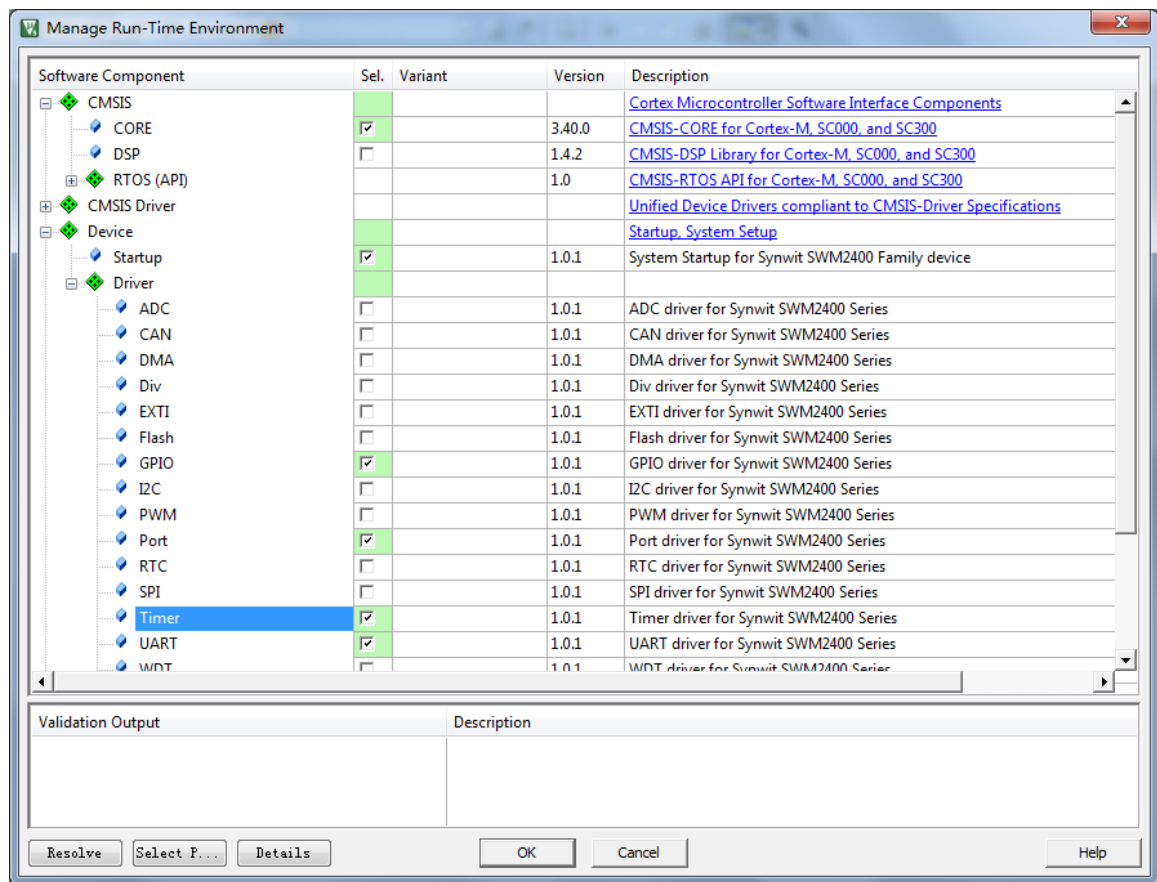 Manage Run-Time Environment
Software Component Sel. Variant Version Description
CMSIS Cortex Microcontroller Software Interface Components
CORE 3.40.0 CMSIS-CORE for Cortex-M, SC000, and SC300
DSP 1.4.2 CMSIS-DSP Library for Cortex-M, SC000, and SC300
RTOS (API) 1.0 CMSIS-RTOS API for Cortex-M, SC000, and SC300
CMSIS Driver Unified Device Drivers compliant to CMSIS-Driver Specifications
Device Startup, System Setup
Startup 1.0.1 System Startup for Synwit SWM2400 Family device
Driver
ADC 1.0.1 ADC driver for Synwit SWM2400 Series
CAN 1.0.1 CAN driver for Synwit SWM2400 Series
DMA 1.0.1 DMA driver for Synwit SWM2400 Series
Div 1.0.1 Div driver for Synwit SWM2400 Series
EXTI 1.0.1 EXTI driver for Synwit SWM2400 Series
Flash 1.0.1 Flash driver for Synwit SWM2400 Series
GPIO 1.0.1 GPIO driver for Synwit SWM2400 Series
I2C 1.0.1 I2C driver for Synwit SWM2400 Series
PWM 1.0.1 PWM driver for Synwit SWM2400 Series
Port 1.0.1 Port driver for Synwit SWM2400 Series
RTC 1.0.1 RTC driver for Synwit SWM2400 Series
SPI 1.0.1 SPI driver for Synwit SWM2400 Series
Timer 1.0.1 Timer driver for Synwit SWM2400 Series
UART 1.0.1 UART driver for Synwit SWM2400 Series
WDT 1.0.1 WDT driver for Synwit SWM2400 Series
Validation Output Description
Resolve Select P... Details OK Cancel Help